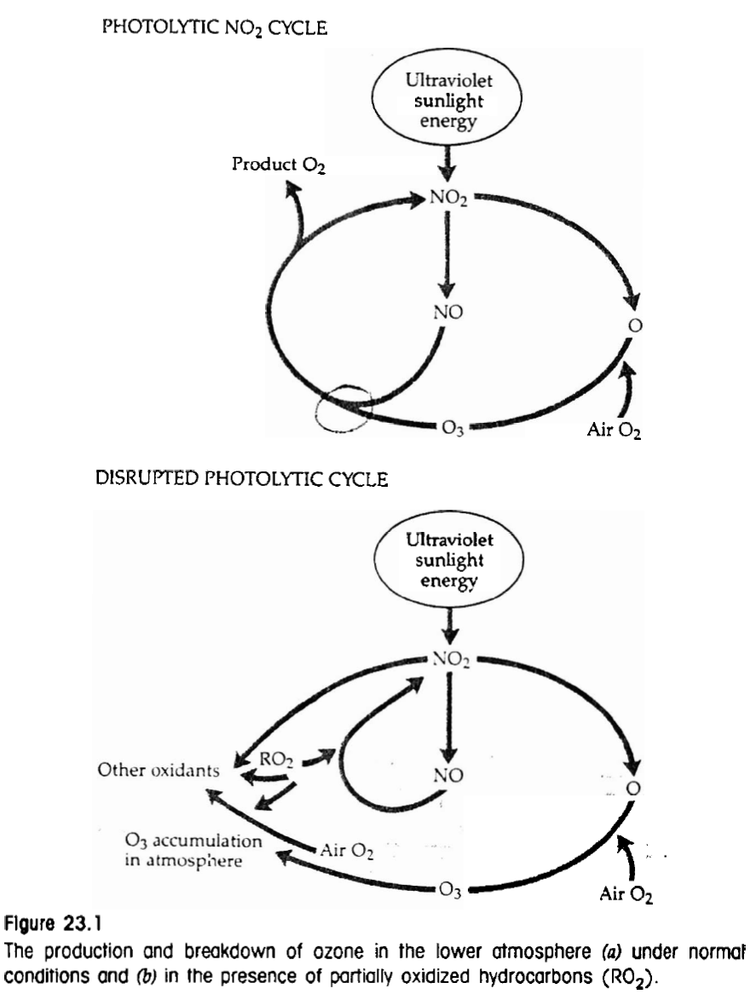 PHOTOLYTIC NO₂ CYCLE
Ultraviolet
sunlight
energy
Product O₂
NO₂
NO
O
O₃
Air O₂
DISRUPTED PHOTOLYTIC CYCLE
Ultraviolet
sunlight
energy
NO₂
RO₂
Other oxidants
NO
O
O₃ accumulation
in atmosphere
Air O₂
O₃
Air O₂
Figure 23.1
The production and breakdown of ozone in the lower atmosphere (a) under normal
conditions and (b) in the presence of partially oxidized hydrocarbons (RO₂).